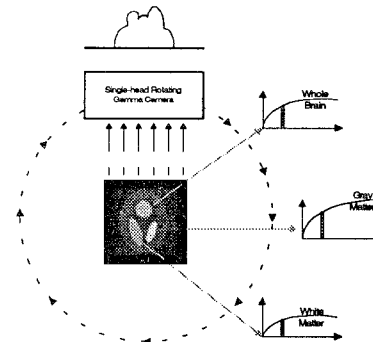 Single-head Rotating
Gamma Camera
Whole
Brain
Gray
Matter
White
Matter